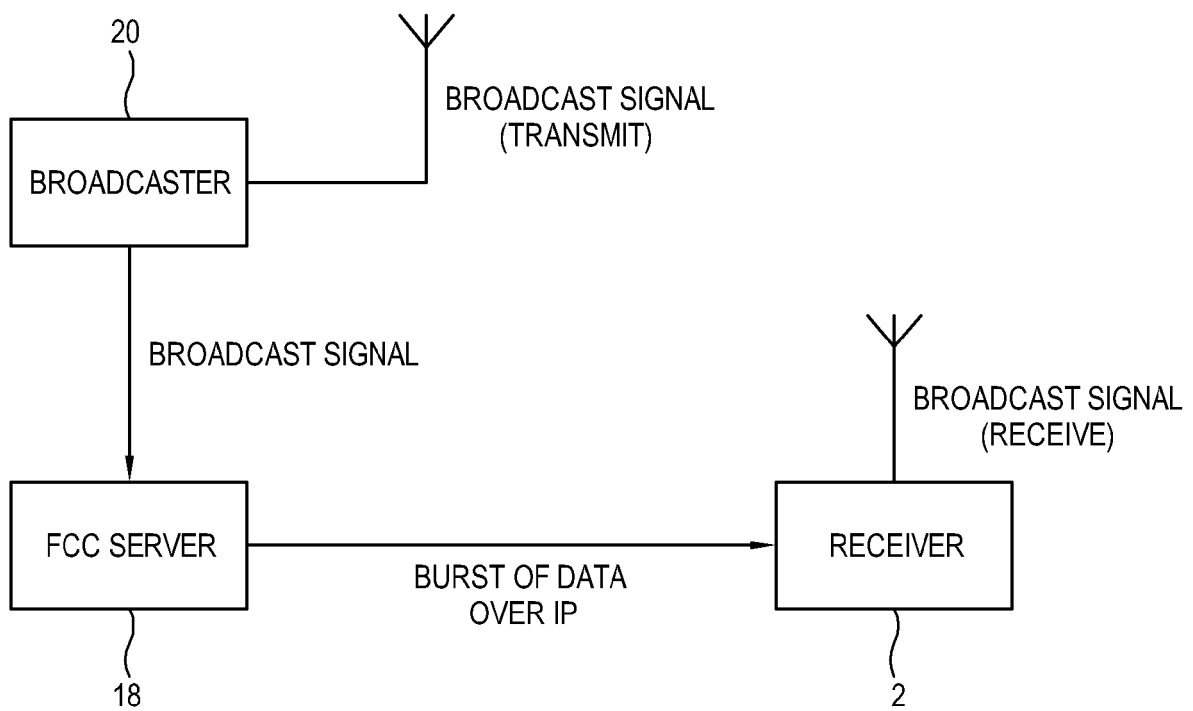 20
BROADCAST SIGNAL
(TRANSMIT)
BROADCASTER
BROADCAST SIGNAL
BROADCAST SIGNAL
(RECEIVE)
FCC SERVER
RECEIVER
BURST OF DATA
OVER IP
18
2